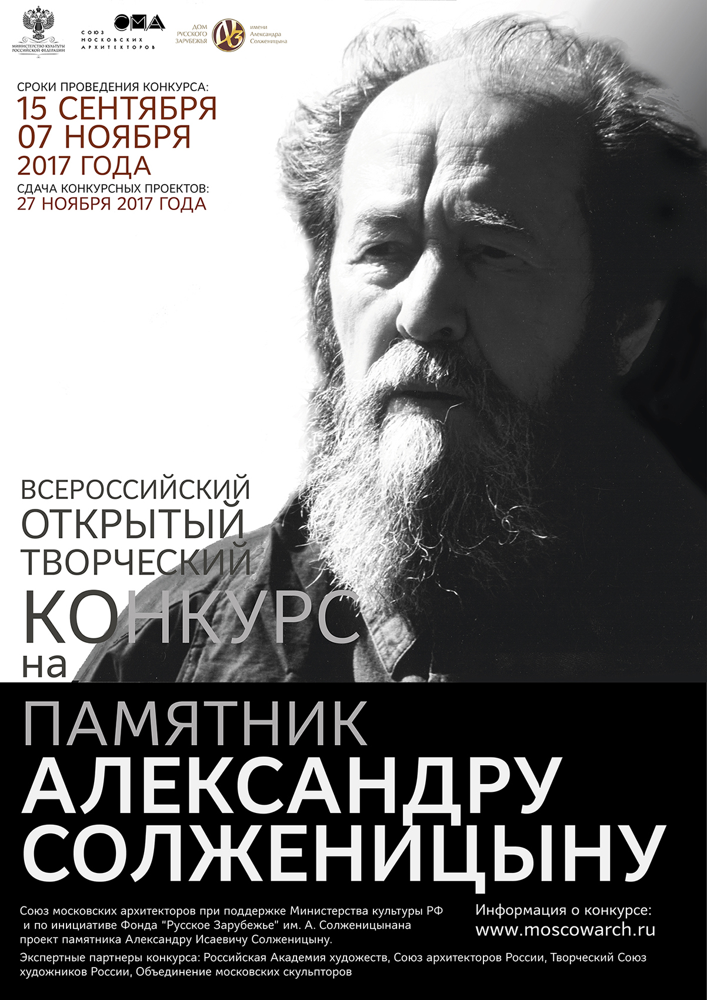 МИНИСТЕРСТВО КУЛЬТУРЫ
РОССИЙСКОЙ ФЕДЕРАЦИИ
СМА
СОЮЗ
МОСКОВСКИХ
АРХИТЕКТОРОВ
ДОМ
РУССКОГО
ЗАРУБЕЖЬЯ
имени
Александра
Солженицына
СРОКИ ПРОВЕДЕНИЯ КОНКУРСА:
15 СЕНТЯБРЯ
07 НОЯБРЯ
2017 ГОДА
СДАЧА КОНКУРСНЫХ ПРОЕКТОВ:
27 НОЯБРЯ 2017 ГОДА
ВСЕРОССИЙСКИЙ
ОТКРЫТЫЙ
ТВОРЧЕСКИЙ
КОНКУРС
на
ПАМЯТНИК
АЛЕКСАНДРУ
СОЛЖЕНИЦЫНУ
Союз московских архитекторов при поддержке Министерства культуры РФ
и по инициативе Фонда "Русское Зарубежье" им. А. Солженицынана
проект памятника Александру Исаевичу Солженицыну.
Информация о конкурсе:
www.moscowarch.ru
Экспертные партнеры конкурса: Российская Академия художеств, Союз архитекторов России, Творческий Союз
художников России, Объединение московских скульпторов